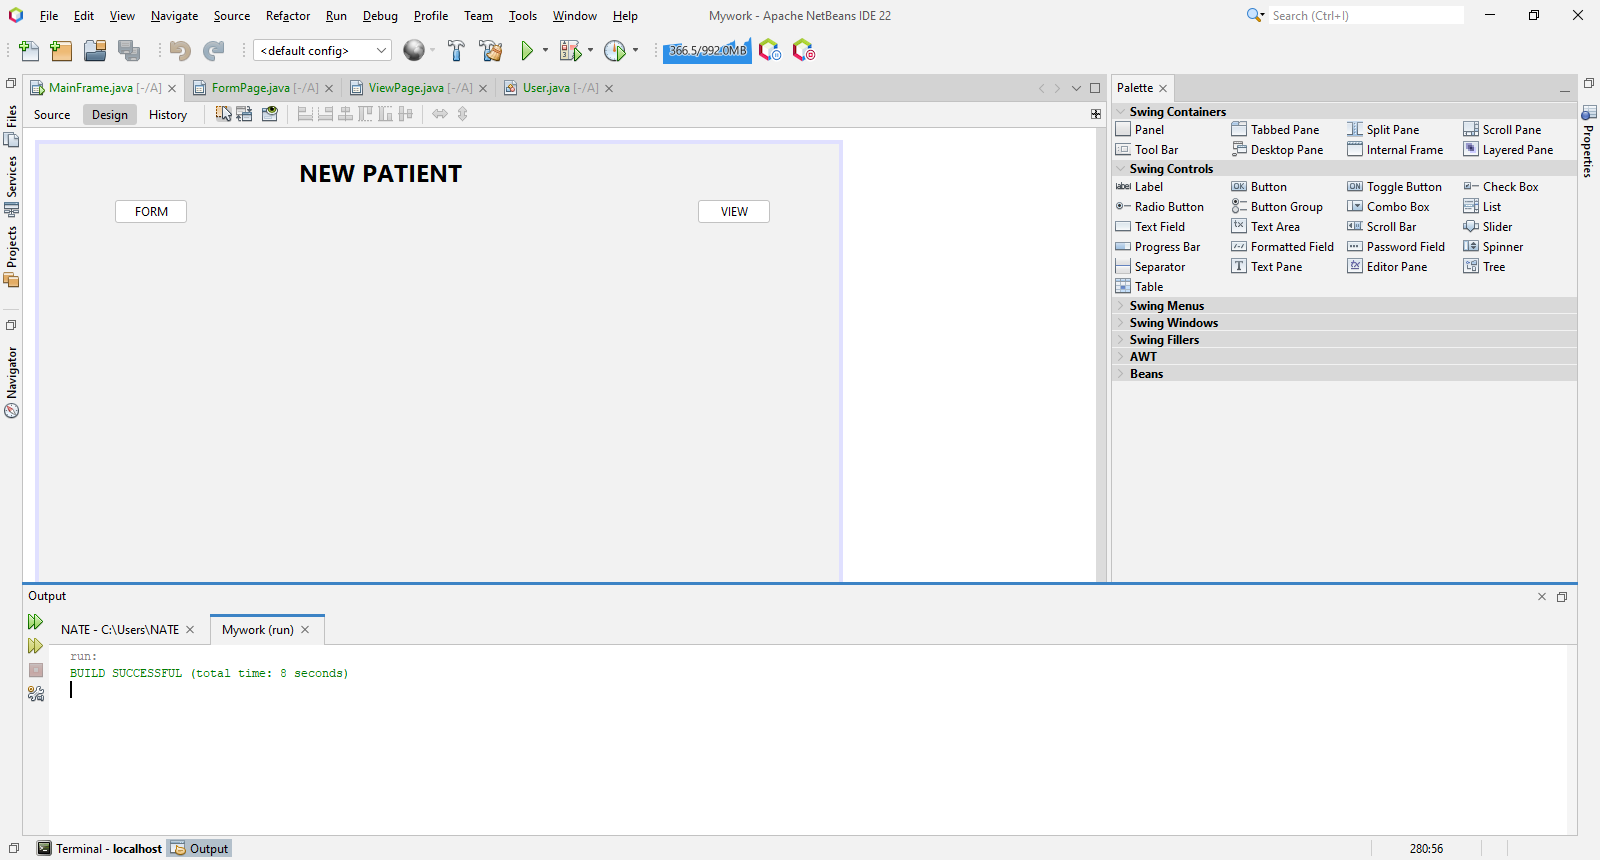 File Edit View Navigate Source Refactor Run Debug Profile Team Tools Window Help Mywork - Apache NetBeans IDE 22 Search (Ctrl+I)
<default config> 366.5/992.0MB
MainFrame.java [-/A] FormPage.java [-/A] ViewPage.java [-/A] User.java [-/A]
Source Design History
Files
Services
Projects
Navigator
NEW PATIENT
FORM VIEW
Palette
Swing Containers
Panel Tabbed Pane Split Pane Scroll Pane
Tool Bar Desktop Pane Internal Frame Layered Pane
Swing Controls
Label Button Toggle Button Check Box
Radio Button Button Group Combo Box List
Text Field Text Area Scroll Bar Slider
Progress Bar Formatted Field Password Field Spinner
Separator Text Pane Editor Pane Tree
Table
Swing Menus
Swing Windows
Swing Fillers
AWT
Beans
Properties
Output
NATE - C:\Users\NATE Mywork (run)
run:
BUILD SUCCESSFUL (total time: 8 seconds)
Terminal - localhost Output 280:56